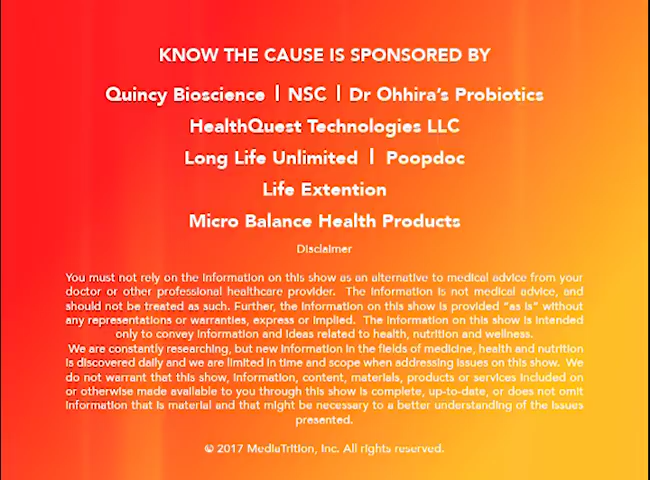 KNOW THE CAUSE IS SPONSORED BY
Quincy Bioscience | NSC | Dr Ohhira's Probiotics
HealthQuest Technologies LLC
Long Life Unlimited | Poopdoc
Life Extention
Micro Balance Health Products
Disclaimer
You must not rely on the information on this show as an alternative to medical advice from your
doctor or other professional healthcare provider. The information is not medical advice, and
should not be treated as such. Further, the information on this show is provided "as is" without
any representations or warranties, express or implied. The information on this show is intended
only to convey information and ideas related to health, nutrition and wellness.
We are constantly researching, but new information in the fields of medicine, health and nutrition
is discovered daily and we are limited in time and scope when addressing issues on this show. We
do not warrant that this show, information, content, materials, products or services included on
or otherwise made available to you through this show is complete, up-to-date, or does not omit
information that is material and that might be necessary to a better understanding of the issues
presented.
© 2017 MediaTrition, Inc. All rights reserved.